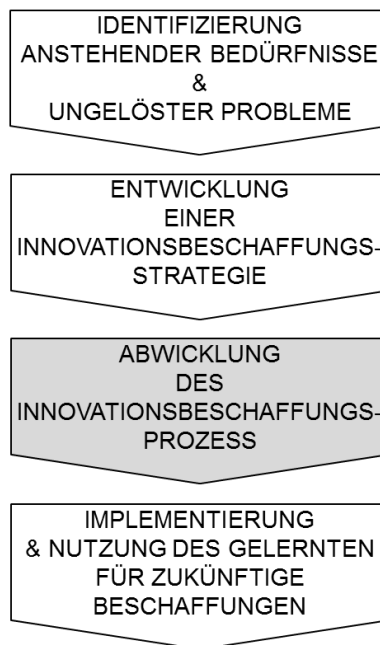 IDENTIFIZIERUNG
ANSTEHENDER BEDÜRFNISSE
&
UNGELÖSTER PROBLEME
ENTWICKLUNG
EINER
INNOVATIONSBESCHAFFUNGS-
STRATEGIE
ABWICKLUNG
DES
INNOVATIONSBESCHAFFUNGS-
PROZESS
IMPLEMENTIERUNG
& NUTZUNG DES GELERNTEN
FÜR ZUKÜNFTIGE
BESCHAFFUNGEN